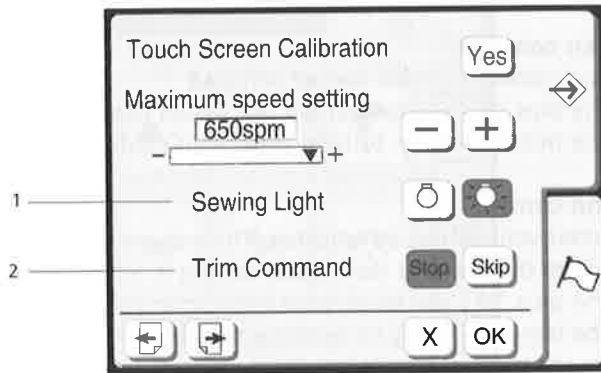 Touch Screen Calibration Yes
Maximum speed setting
650spm
- + - +
1 Sewing Light
2 Trim Command Stop Skip
X OK